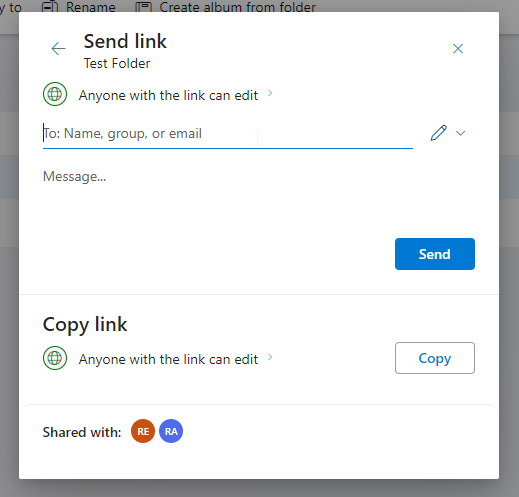 y to Rename Create album from folder
Send link
Test Folder
Anyone with the link can edit
To: Name, group, or email
Message...
Send
Copy link
Anyone with the link can edit
Copy
Shared with: RE RA